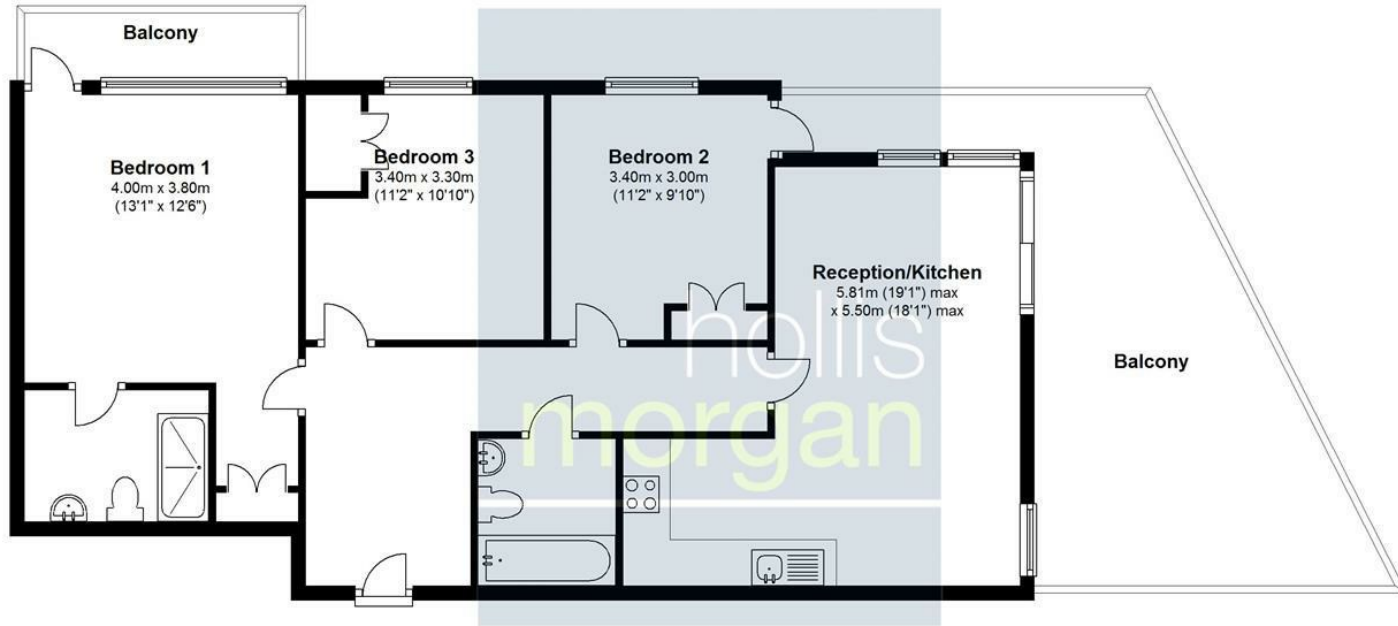 Balcony
Bedroom 1
4.00m x 3.80m
(13'1" x 12'6")
Bedroom 3
3.40m x 3.30m
(11'2" x 10'10")
Bedroom 2
3.40m x 3.00m
(11'2" x 9'10")
Reception/Kitchen
5.81m (19'1") max
x 5.50m (18'1") max
Balcony
hollis
morgan